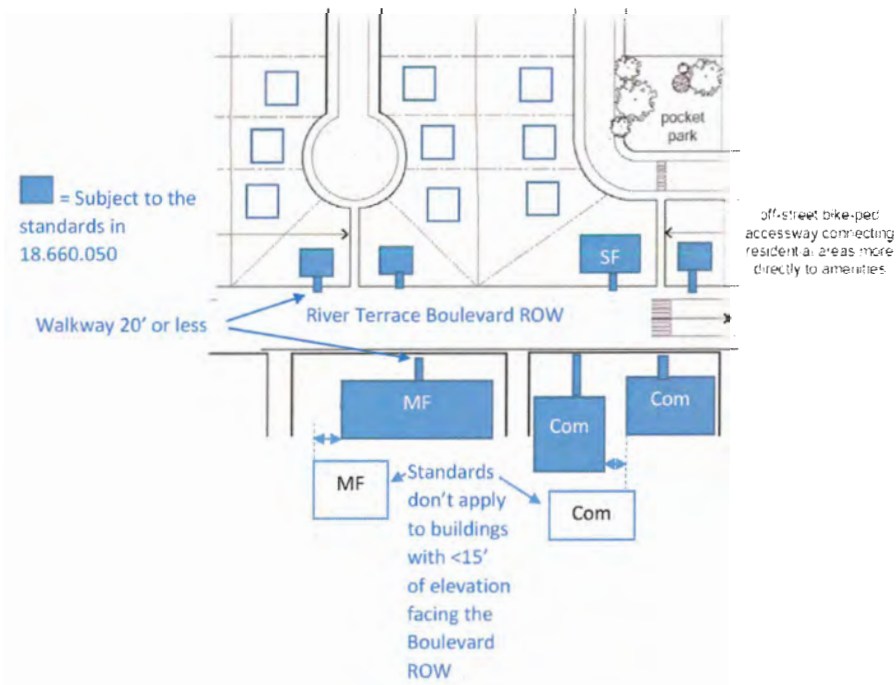 pocket
park
= Subject to the
standards in
18.660.050
off-street bike-ped
accessway connecting
residential areas more
directly to amenities
SF
Walkway 20' or less
River Terrace Boulevard ROW
MF
Com
Com
MF
Standards
don't apply
to buildings
with <15'
of elevation
facing the
Boulevard
ROW
Com